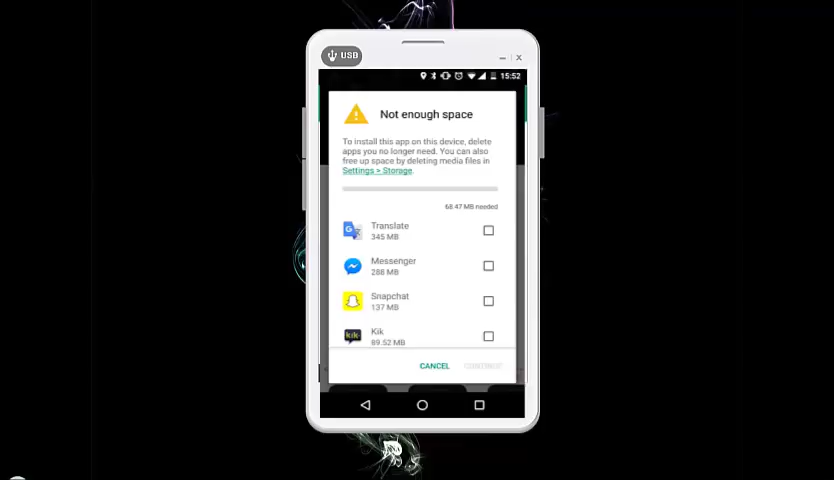 USB
15:52
Not enough space
To install this app on this device, delete
apps you no longer need. You can also
free up space by deleting media files in
Settings > Storage.
68.47 MB needed
Translate
345 MB
Messenger
288 MB
Snapchat
137 MB
Kik
89.52 MB
CANCEL CONTINUE